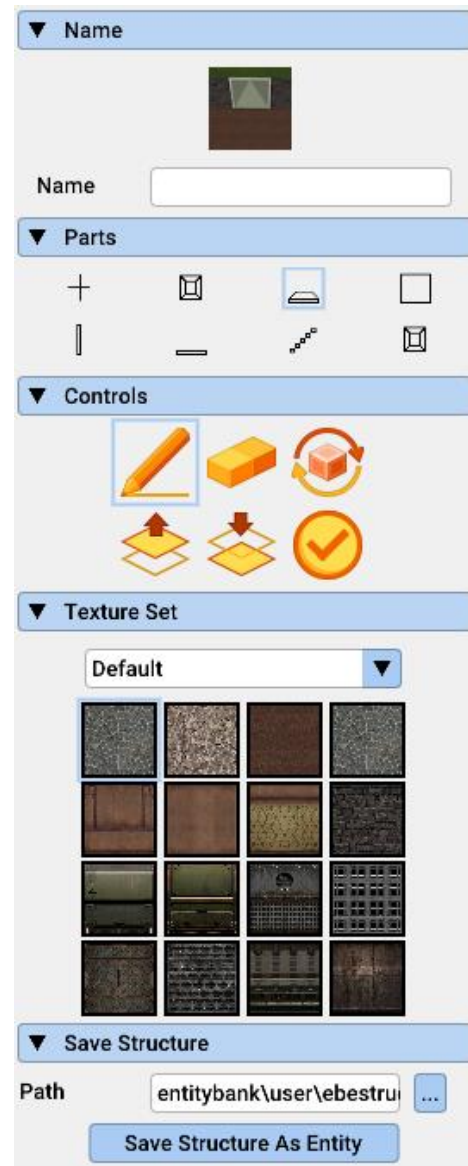 Name
Name
Parts
Controls
Texture Set
Default
Save Structure
Path entitybank\user\ebestru ...
Save Structure As Entity